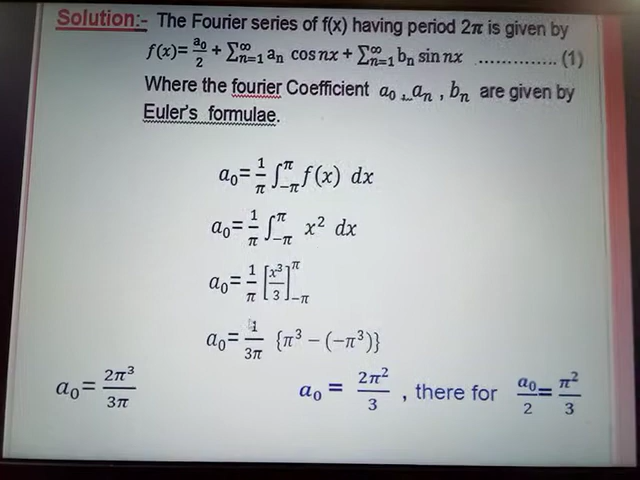 Solution:- The Fourier series of f(x) having period 2π is given by
f(x)= a₀/2 + ∑ₙ₌₁^∞ aₙ cos nx + ∑ₙ₌₁^∞ bₙ sin nx .............. (1)
Where the fourier Coefficient a₀ , aₙ , bₙ are given by
Euler's formulae.
a₀= 1/π ∫₋π^π f(x) dx
a₀= 1/π ∫₋π^π x² dx
a₀= 1/π [x³/3]₋π^π
a₀= 1/3π {π³ – (–π³)}
a₀= 2π³/3π a₀ = 2π²/3 , there for a₀/2 = π²/3